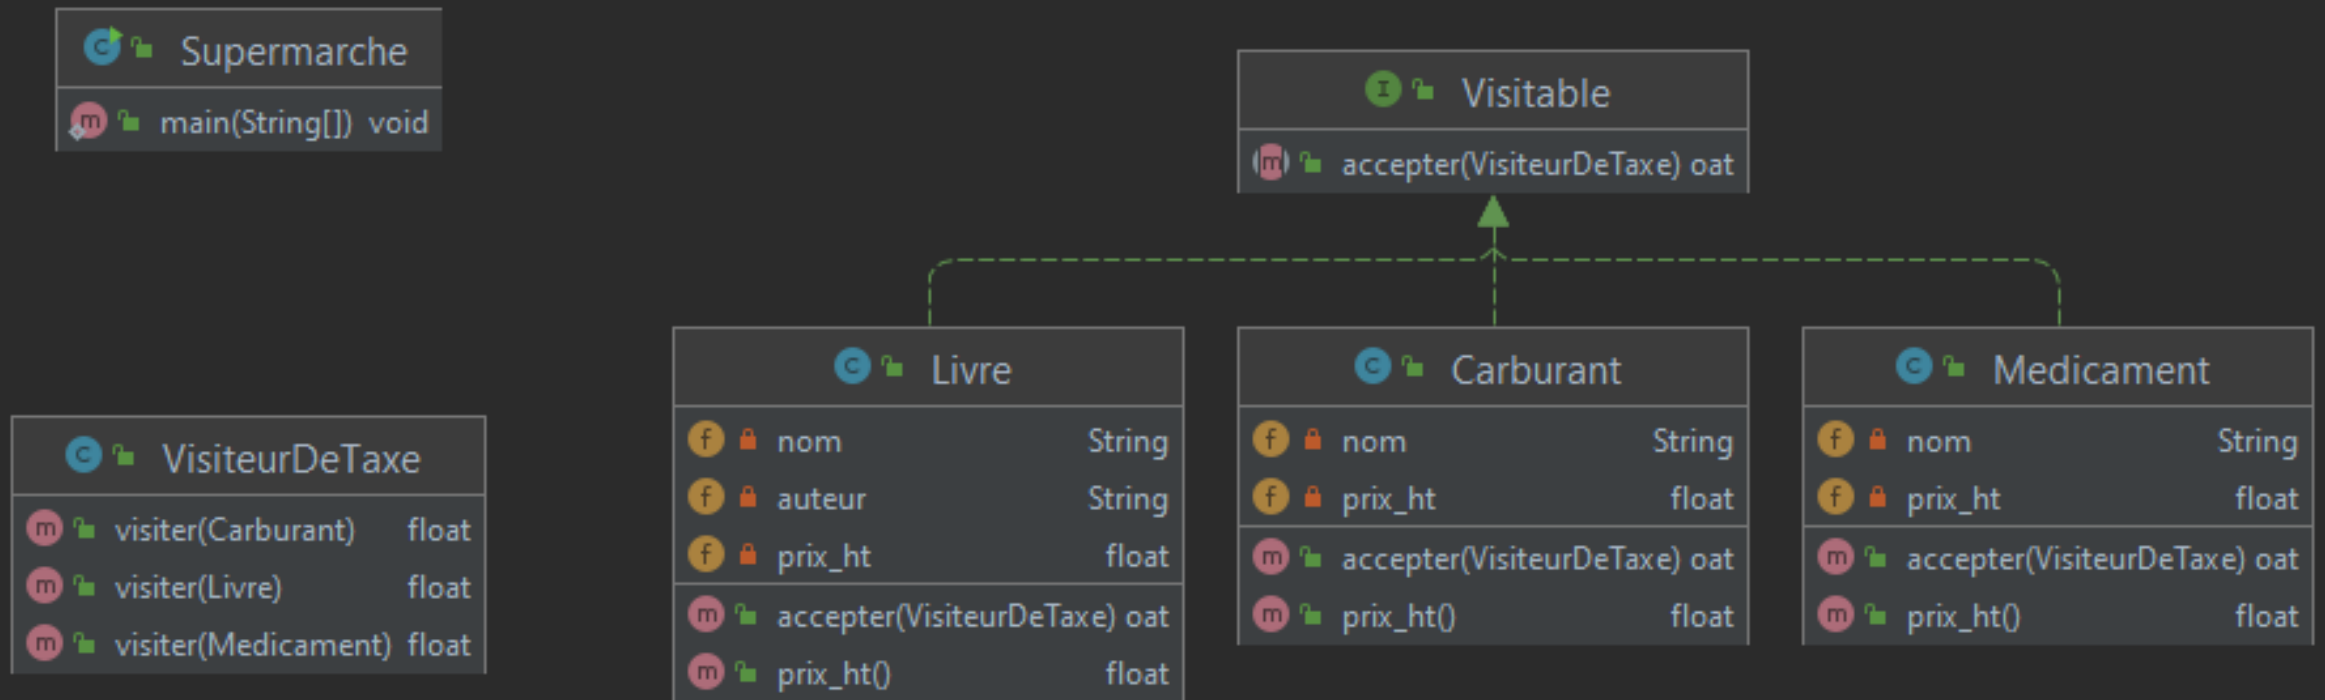 Supermarche
main(String[]) void
Visitable
accepter(VisiteurDeTaxe) oat
VisiteurDeTaxe
visiter(Carburant) float
visiter(Livre) float
visiter(Medicament) float
Livre
nom String
auteur String
prix_ht float
accepter(VisiteurDeTaxe) oat
prix_ht() float
Carburant
nom String
prix_ht float
accepter(VisiteurDeTaxe) oat
prix_ht() float
Medicament
nom String
prix_ht float
accepter(VisiteurDeTaxe) oat
prix_ht() float